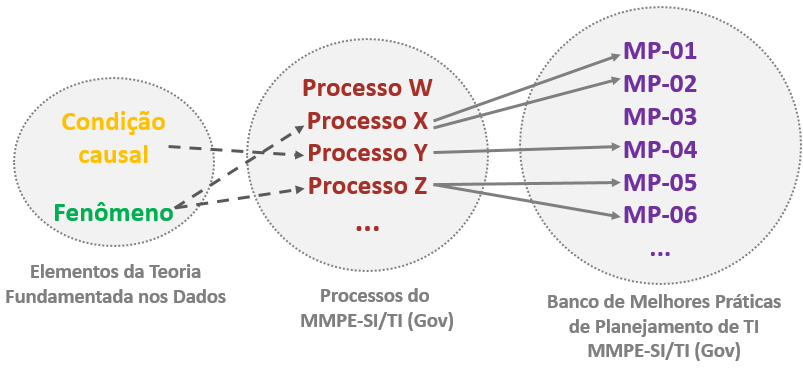 Condição
causal
Fenômeno
Elementos da Teoria
Fundamentada nos Dados
Processo W
Processo X
Processo Y
Processo Z
...
Processos do
MMPE-SI/TI (Gov)
MP-01
MP-02
MP-03
MP-04
MP-05
MP-06
...
Banco de Melhores Práticas
de Planejamento de TI
MMPE-SI/TI (Gov)